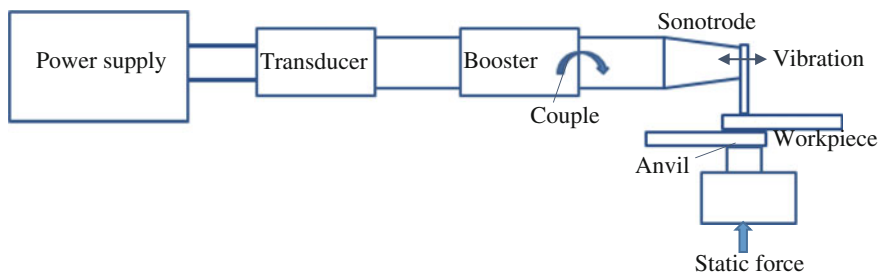 Sonotrode
Power supply
Transducer
Booster
Vibration
Couple
Workpiece
Anvil
Static force